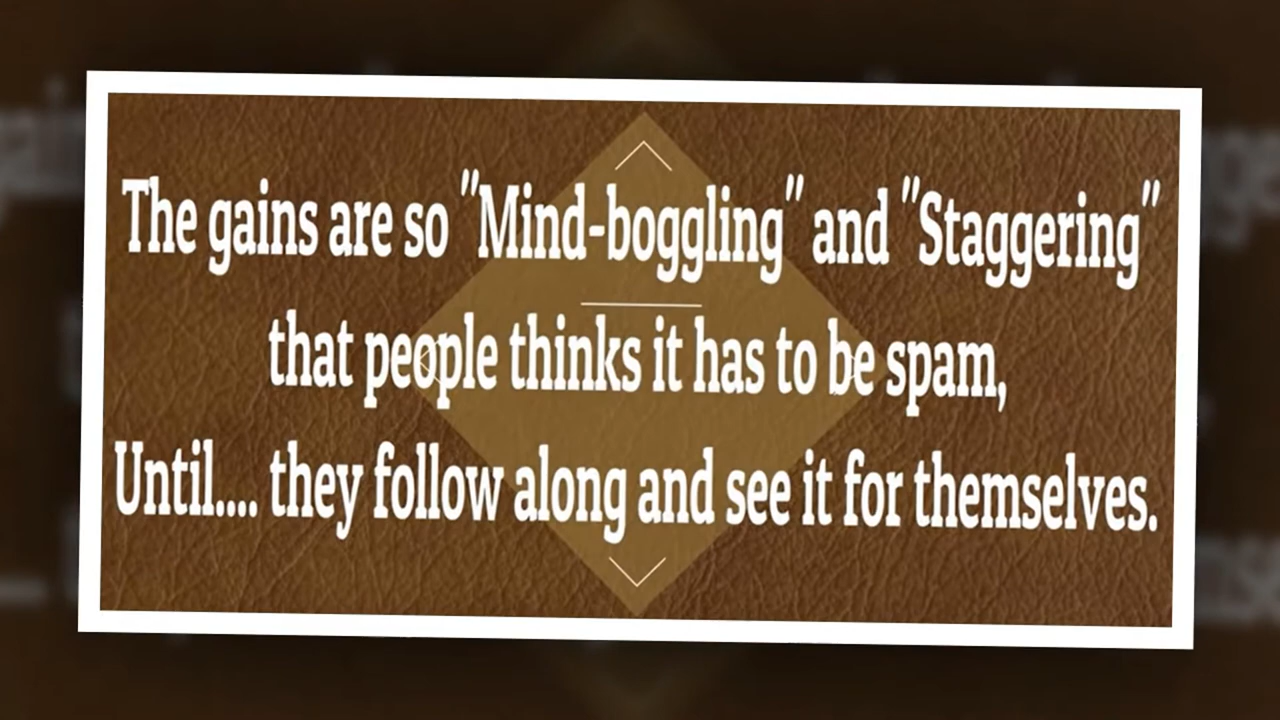 The gains are so "Mind-boggling" and "Staggering"
that people thinks it has to be spam,
Until.... they follow along and see it for themselves.